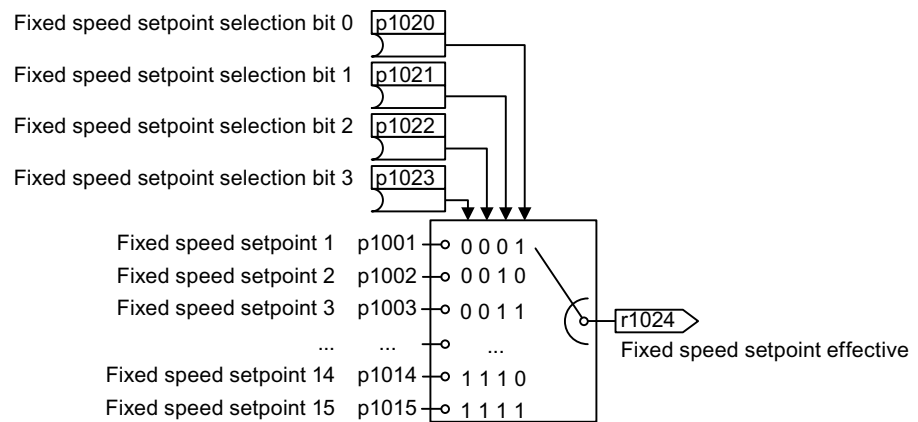 Fixed speed setpoint selection bit 0 p1020
Fixed speed setpoint selection bit 1 p1021
Fixed speed setpoint selection bit 2 p1022
Fixed speed setpoint selection bit 3 p1023
Fixed speed setpoint 1 p1001 0 0 0 1
Fixed speed setpoint 2 p1002 0 0 1 0
Fixed speed setpoint 3 p1003 0 0 1 1
r1024
... ... ...
Fixed speed setpoint effective
Fixed speed setpoint 14 p1014 1 1 1 0
Fixed speed setpoint 15 p1015 1 1 1 1